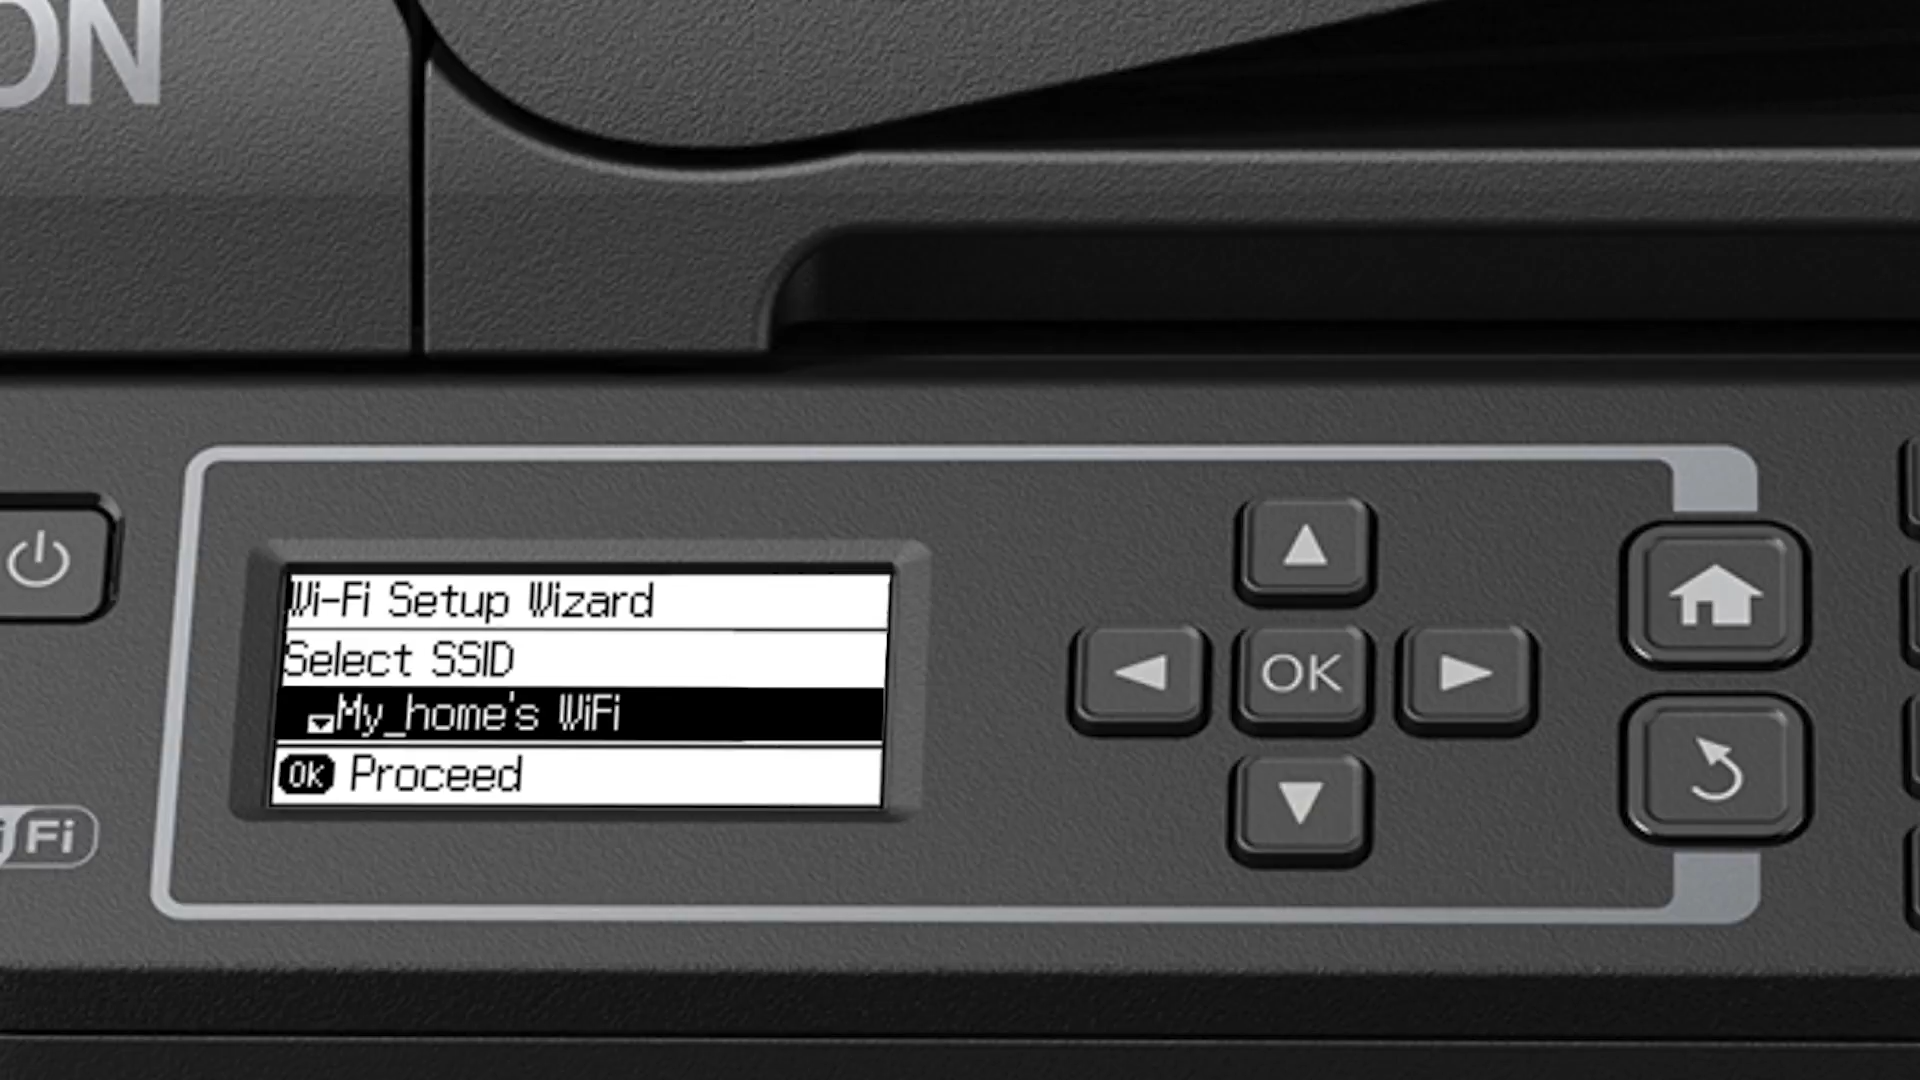 ON
Wi-Fi Setup Wizard
Select SSID
My_home's WiFi
OK Proceed
OK
Fi